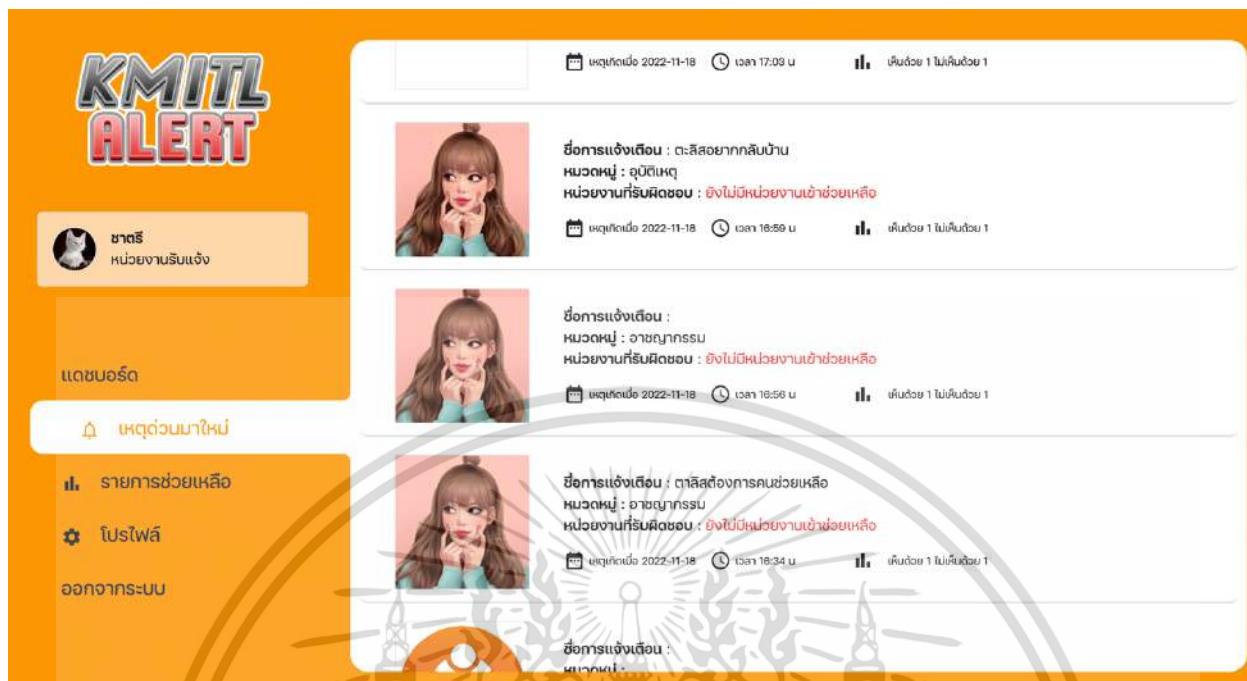 KMITL
ALERT
ชาตรี
หน่วยงานรับแจ้ง
แดชบอร์ด
เหตุด่วนมาใหม่
รายการช่วยเหลือ
โปรไฟล์
ออกจากระบบ
เหตุเกิดเมื่อ 2022-11-18 เวลา 17:03 น เห็นด้วย 1 ไม่เห็นด้วย 1
ชื่อการแจ้งเตือน : ตะลิสอยากกลับบ้าน
หมวดหมู่ : อุบัติเหตุ
หน่วยงานที่รับผิดชอบ : ยังไม่มีหน่วยงานเข้าช่วยเหลือ
เหตุเกิดเมื่อ 2022-11-18 เวลา 16:59 น เห็นด้วย 1 ไม่เห็นด้วย 1
ชื่อการแจ้งเตือน :
หมวดหมู่ : อาชญากรรม
หน่วยงานที่รับผิดชอบ : ยังไม่มีหน่วยงานเข้าช่วยเหลือ
เหตุเกิดเมื่อ 2022-11-18 เวลา 16:56 น เห็นด้วย 1 ไม่เห็นด้วย 1
ชื่อการแจ้งเตือน : ตาลิสต้องการคนช่วยเหลือ
หมวดหมู่ : อาชญากรรม
หน่วยงานที่รับผิดชอบ : ยังไม่มีหน่วยงานเข้าช่วยเหลือ
เหตุเกิดเมื่อ 2022-11-18 เวลา 16:34 น เห็นด้วย 1 ไม่เห็นด้วย 1
ชื่อการแจ้งเตือน :
หมวดหมู่ :